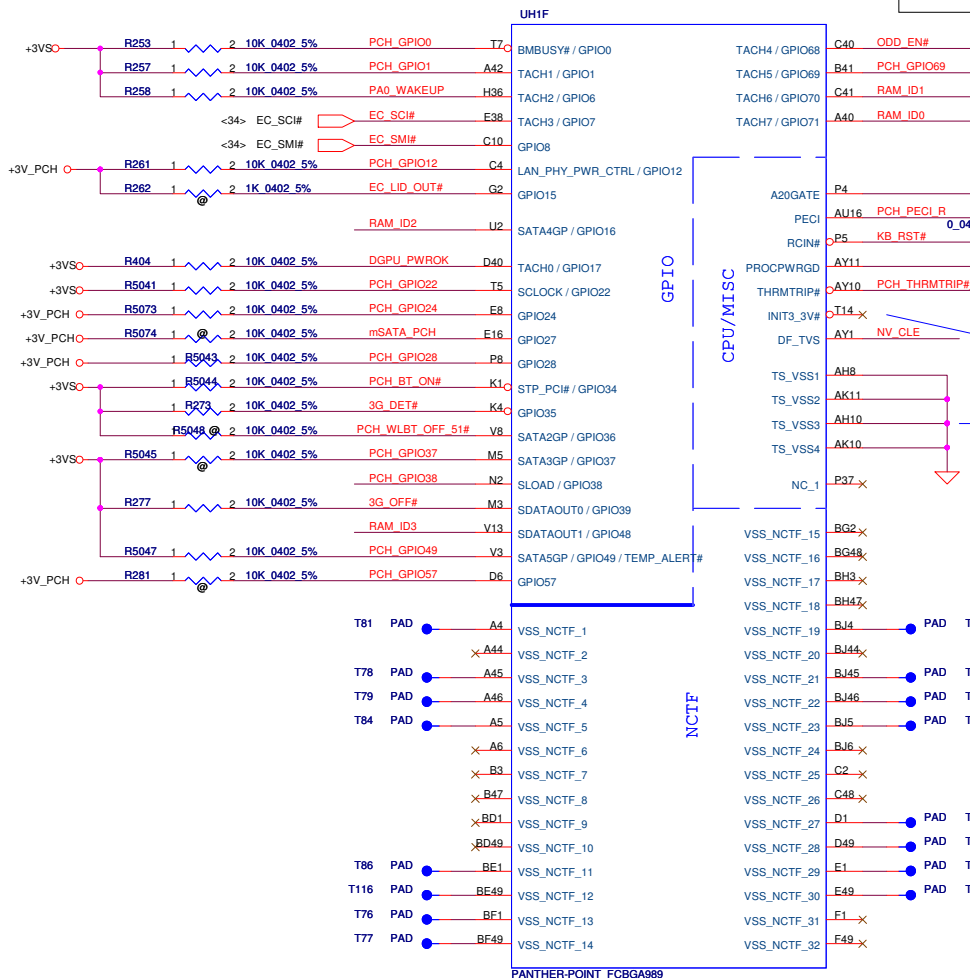 UH1F
+3VS R253 1 2 10K_0402_5% PCH_GPIO0 T7 BMBUSY# / GPIO0 TACH4 / GPIO68 C40 ODD_EN#
R257 1 2 10K_0402_5% PCH_GPIO1 A42 TACH1 / GPIO1 TACH5 / GPIO69 B41 PCH_GPIO69
R258 1 2 10K_0402_5% PA0_WAKEUP H36 TACH2 / GPIO6 TACH6 / GPIO70 C41 RAM_ID1
<34> EC_SCI# EC_SCI# E38 TACH3 / GPIO7 TACH7 / GPIO71 A40 RAM_ID0
<34> EC_SMI# EC_SMI# C10 GPIO8
+3V_PCH R261 1 2 10K_0402_5% PCH_GPIO12 C4 LAN_PHY_PWR_CTRL / GPIO12
R262 1 2 1K_0402_5% EC_LID_OUT# G2 GPIO15 A20GATE P4
@
RAM_ID2 U2 SATA4GP / GPIO16 PECI AU16 PCH_PECI_R 0_04
RCIN# P5 KB_RST#
+3VS R404 1 2 10K_0402_5% DGPU_PWROK D40 TACH0 / GPIO17 PROCPWRGD AY11
+3VS R5041 1 2 10K_0402_5% PCH_GPIO22 T5 SCLOCK / GPIO22 THRMTRIP# AY10 PCH_THRMTRIP#
+3V_PCH R5073 1 2 10K_0402_5% PCH_GPIO24 E8 GPIO24 INIT3_3V# T14
+3V_PCH R5074 1 @ 2 10K_0402_5% mSATA_PCH E16 GPIO27 DF_TVS AY1 NV_CLE
+3V_PCH R5043 1 2 10K_0402_5% PCH_GPIO28 P8 GPIO28
+3VS R5044 1 2 10K_0402_5% PCH_BT_ON# K1 STP_PCI# / GPIO34 TS_VSS1 AH8
R273 1 2 10K_0402_5% 3G_DET# K4 GPIO35 TS_VSS2 AK11
R5048 @ 2 10K_0402_5% PCH_WLBT_OFF_51# V8 SATA2GP / GPIO36 TS_VSS3 AH10
+3VS R5045 1 2 10K_0402_5% PCH_GPIO37 M5 SATA3GP / GPIO37 TS_VSS4 AK10
@
PCH_GPIO38 N2 SLOAD / GPIO38 NC_1 P37
R277 1 2 10K_0402_5% 3G_OFF# M3 SDATAOUT0 / GPIO39
RAM_ID3 V13 SDATAOUT1 / GPIO48 VSS_NCTF_15 BG2
R5047 1 2 10K_0402_5% PCH_GPIO49 V3 SATA5GP / GPIO49 / TEMP_ALERT# VSS_NCTF_16 BG48
+3V_PCH R281 1 2 10K_0402_5% PCH_GPIO57 D6 GPIO57 VSS_NCTF_17 BH3
@
GPIO
CPU/MISC
NCTF
VSS_NCTF_18 BH47
T81 PAD A4 VSS_NCTF_1 VSS_NCTF_19 BJ4 PAD T
A44 VSS_NCTF_2 VSS_NCTF_20 BJ44
T78 PAD A45 VSS_NCTF_3 VSS_NCTF_21 BJ45 PAD T
T79 PAD A46 VSS_NCTF_4 VSS_NCTF_22 BJ46 PAD T
T84 PAD A5 VSS_NCTF_5 VSS_NCTF_23 BJ5 PAD T
A6 VSS_NCTF_6 VSS_NCTF_24 BJ6
B3 VSS_NCTF_7 VSS_NCTF_25 C2
B47 VSS_NCTF_8 VSS_NCTF_26 C48
BD1 VSS_NCTF_9 VSS_NCTF_27 D1 PAD T
BD49 VSS_NCTF_10 VSS_NCTF_28 D49 PAD T
T86 PAD BE1 VSS_NCTF_11 VSS_NCTF_29 E1 PAD T
T116 PAD BE49 VSS_NCTF_12 VSS_NCTF_30 E49 PAD T
T76 PAD BF1 VSS_NCTF_13 VSS_NCTF_31 F1
T77 PAD BF49 VSS_NCTF_14 VSS_NCTF_32 F49
PANTHER-POINT_FCBGA989